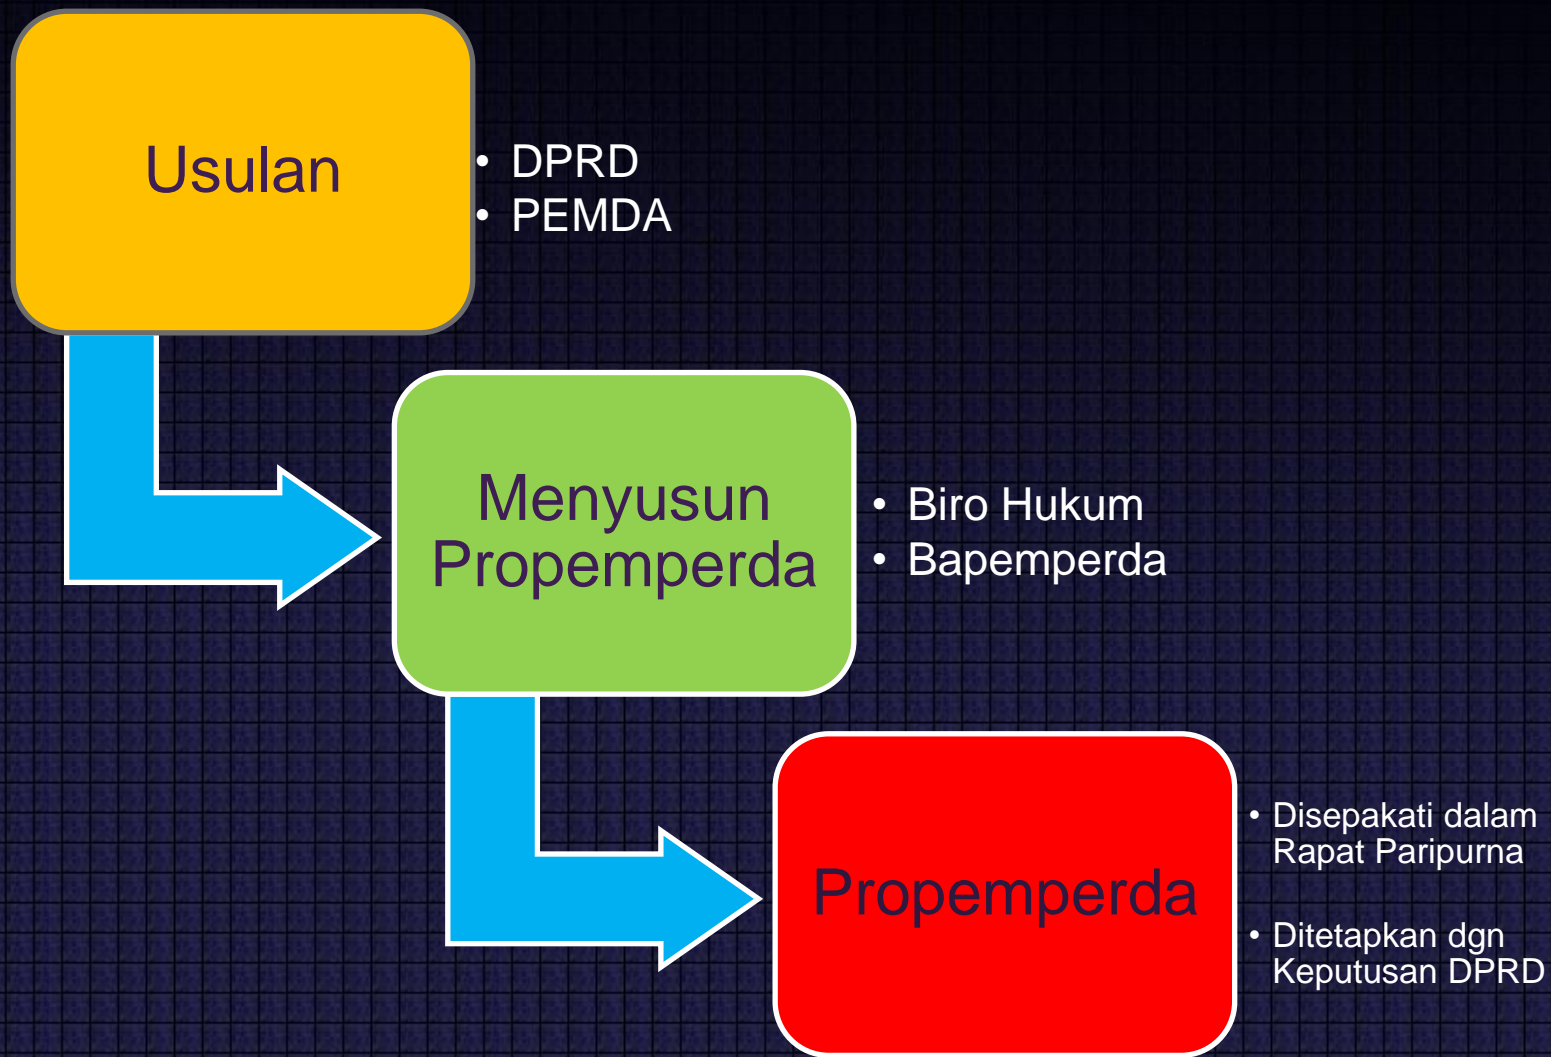 Usulan
• DPRD
• PEMDA
Menyusun
Propemperda
• Biro Hukum
• Bapemperda
Propemperda
• Disepakati dalam
Rapat Paripurna
• Ditetapkan dgn
Keputusan DPRD